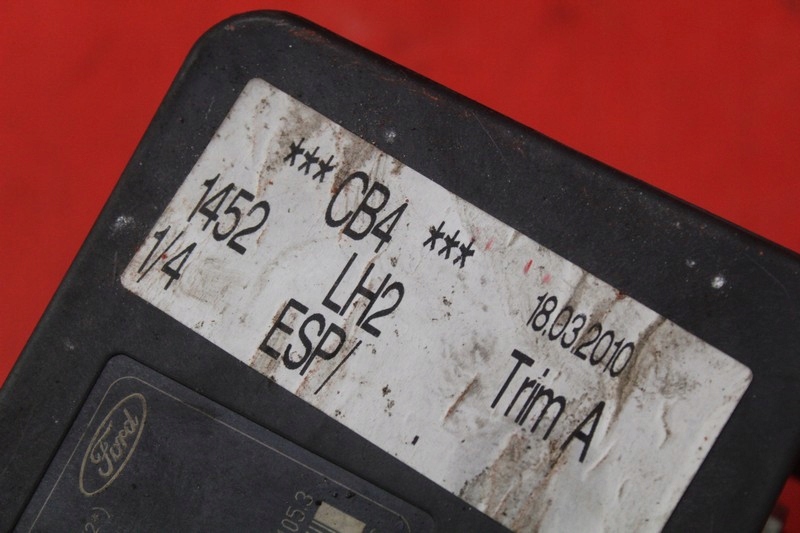 *** CB4 ***
1452 LH2 18.03.2010
1/4 ESP/ Trim A
Ford